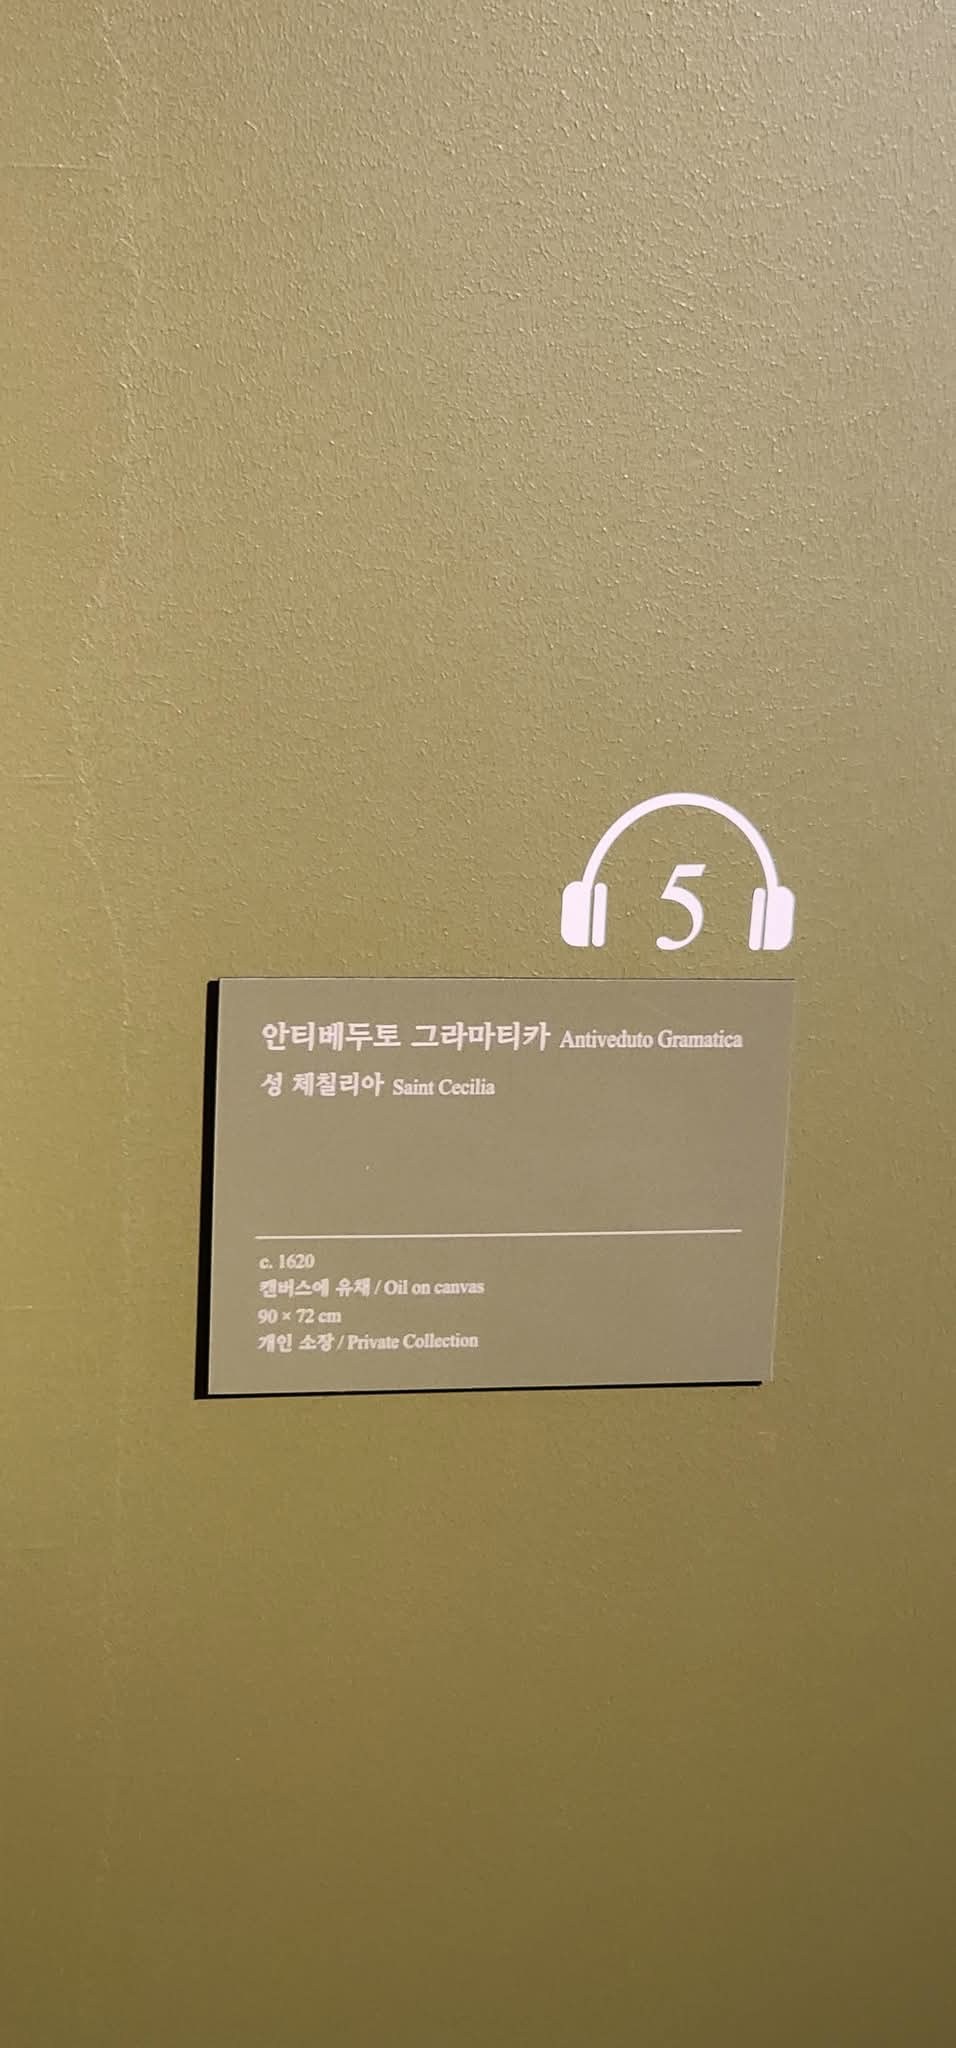 5
안티베두토 그라마티카 Antiveduto Gramatica
성 체칠리아 Saint Cecilia
c. 1620
캔버스에 유채 / Oil on canvas
90 × 72 cm
개인 소장 / Private Collection